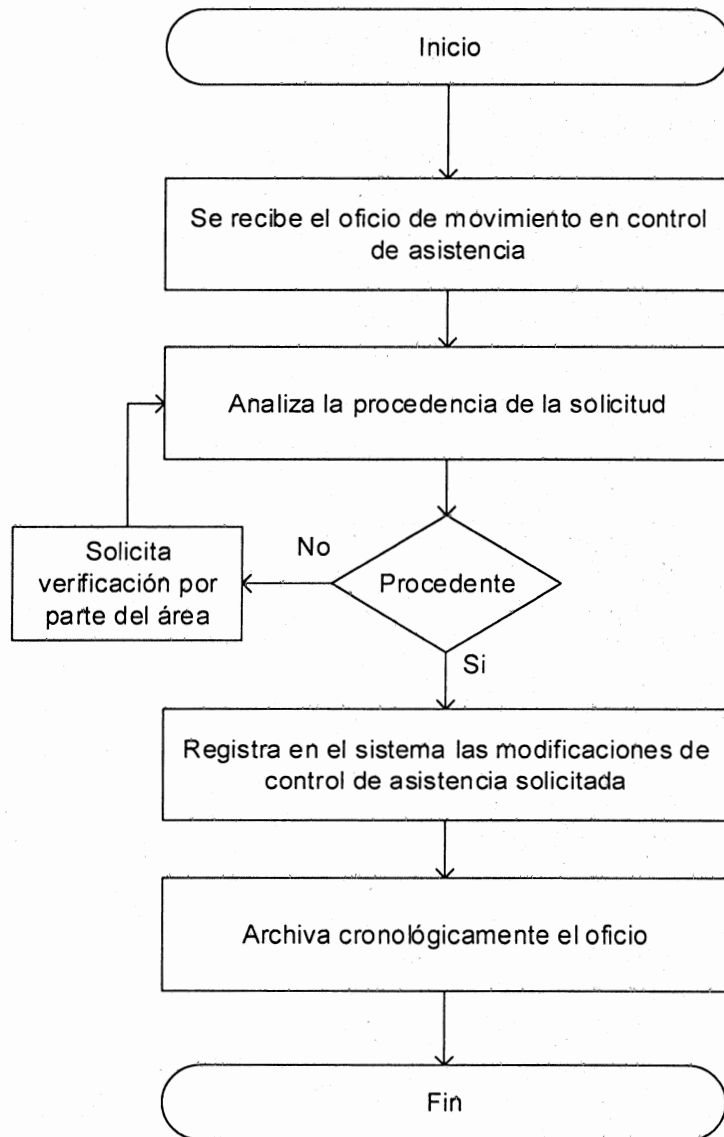 Inicio
Se recibe el oficio de movimiento en control
de asistencia
Analiza la procedencia de la solicitud
Solicita
verificación por
parte del área
No
Procedente
Si
Registra en el sistema las modificaciones de
control de asistencia solicitada
Archiva cronológicamente el oficio
Fin